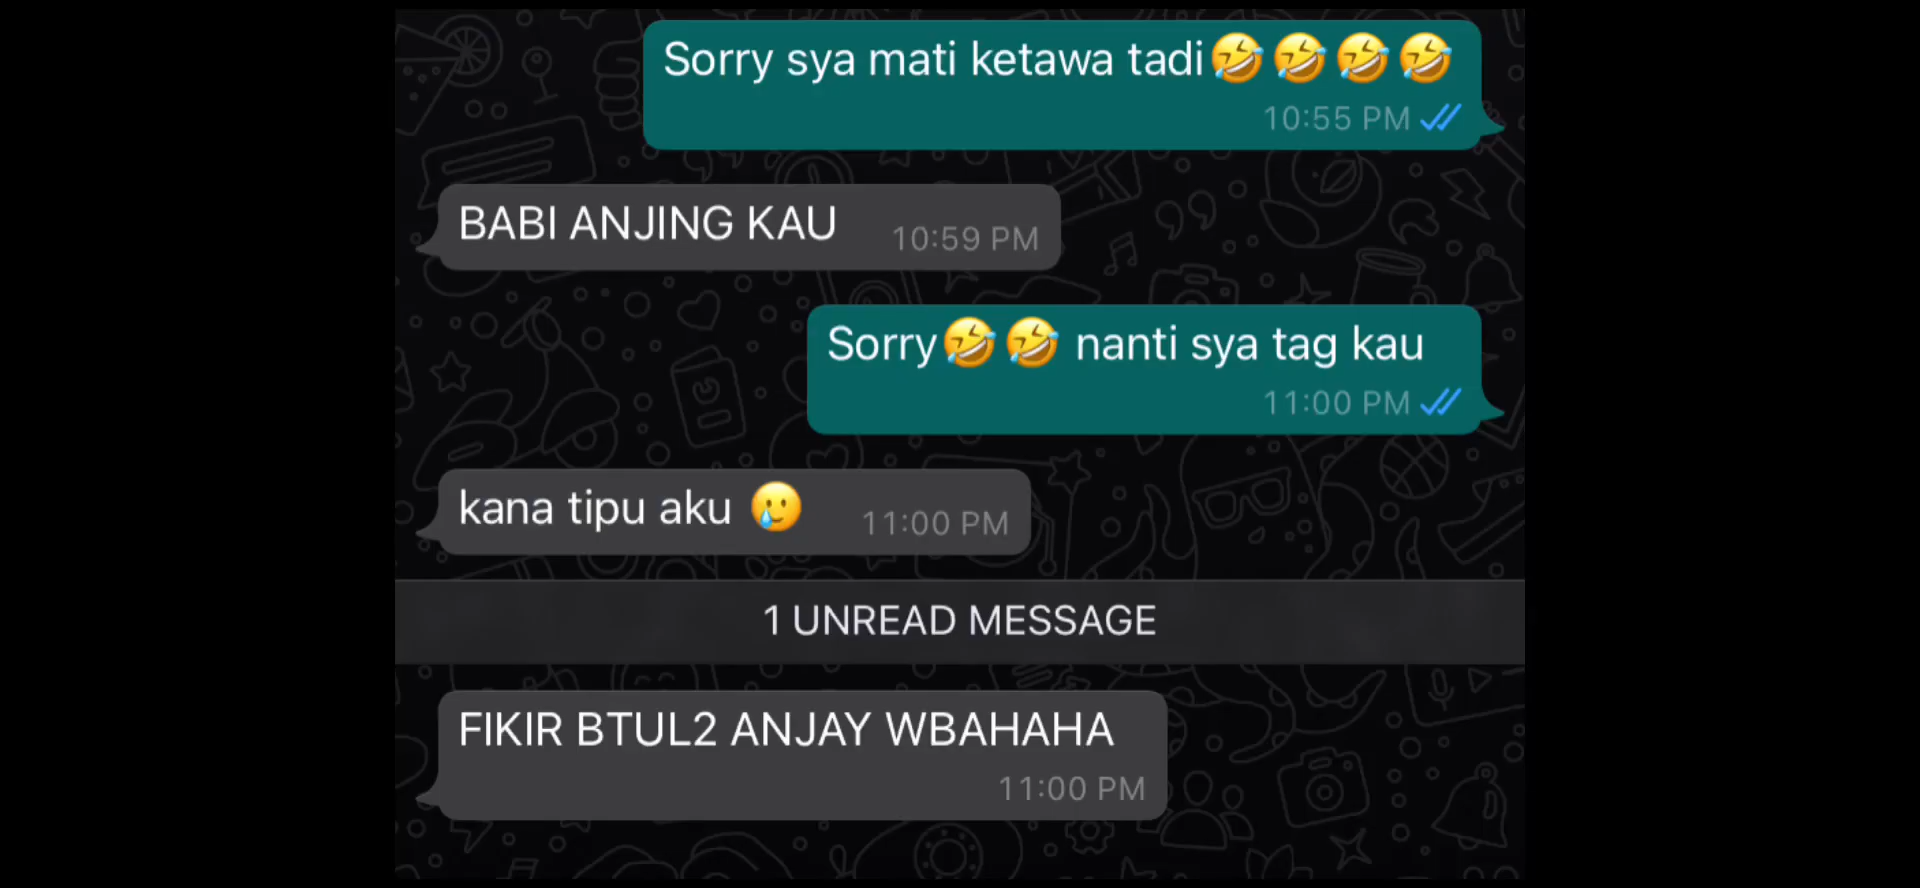 Sorry sya mati ketawa tadi🤣🤣🤣🤣
10:55 PM
BABI ANJING KAU 10:59 PM
Sorry🤣🤣 nanti sya tag kau
11:00 PM
kana tipu aku 🥲 11:00 PM
1 UNREAD MESSAGE
FIKIR BTUL2 ANJAY WBAHAHA
11:00 PM